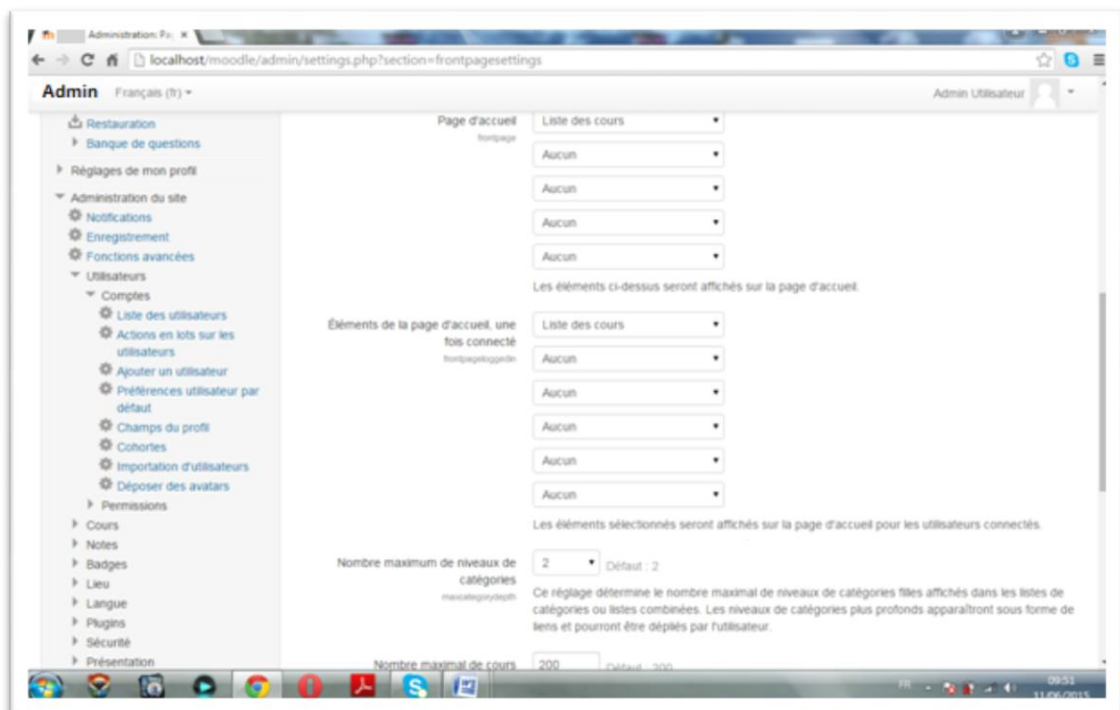 Administration: Pa
localhost/moodle/admin/settings.php?section=frontpagesettings
Admin Français (fr)
Admin Utilisateur
Restauration
Banque de questions
Réglages de mon profil
Administration du site
Notifications
Enregistrement
Fonctions avancées
Utilisateurs
Comptes
Liste des utilisateurs
Actions en lots sur les
utilisateurs
Ajouter un utilisateur
Préférences utilisateur par
défaut
Champs du profil
Cohortes
Importation d'utilisateurs
Déposer des avatars
Permissions
Cours
Notes
Badges
Lieu
Langue
Plugins
Sécurité
Présentation
Page d'accueil
frontpage
Liste des cours
Aucun
Aucun
Aucun
Aucun
Les éléments ci-dessus seront affichés sur la page d'accueil.
Éléments de la page d'accueil, une
fois connecté
frontpageloggedin
Liste des cours
Aucun
Aucun
Aucun
Aucun
Aucun
Les éléments sélectionnés seront affichés sur la page d'accueil pour les utilisateurs connectés.
Nombre maximum de niveaux de
catégories
maxcategorydepth
2 Défaut : 2
Ce réglage détermine le nombre maximal de niveaux de catégories filles affichés dans les listes de
catégories ou listes combinées. Les niveaux de catégories plus profonds apparaîtront sous forme de
liens et pourront être dépliés par l'utilisateur.
Nombre maximal de cours
200 Défaut : 200
FR
09:51
11/06/2015